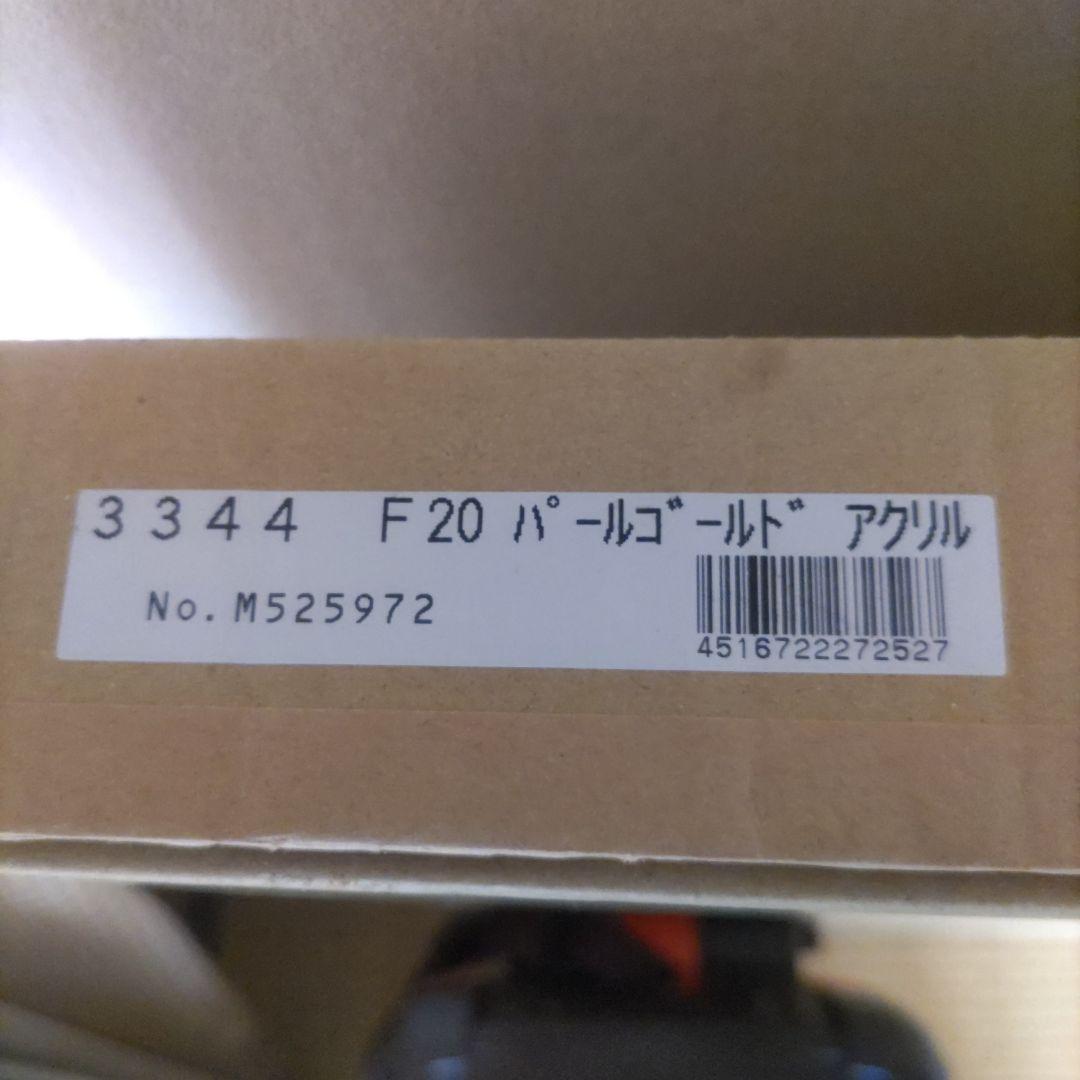 3344 F20 ﾊﾟｰﾙｺﾞｰﾙﾄﾞ ｱｸﾘﾙ
No.M525972
4516722272527